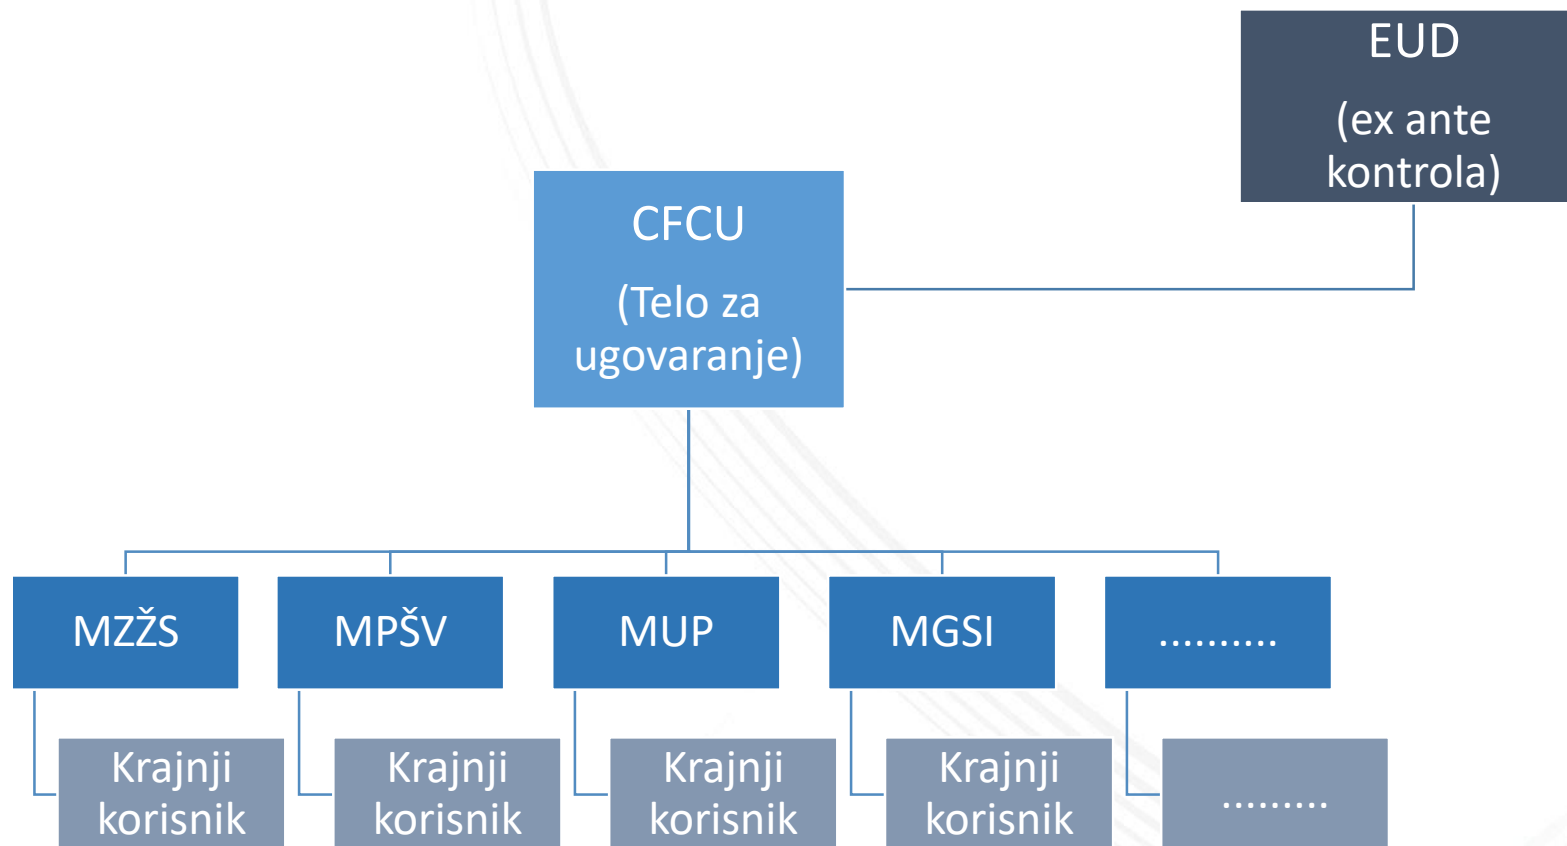 EUD
(ex ante
kontrola)
CFCU
(Telo za
ugovaranje)
MZŽS
MPŠV
MUP
MGSI
..........
Krajnji
korisnik
Krajnji
korisnik
Krajnji
korisnik
Krajnji
korisnik
.........